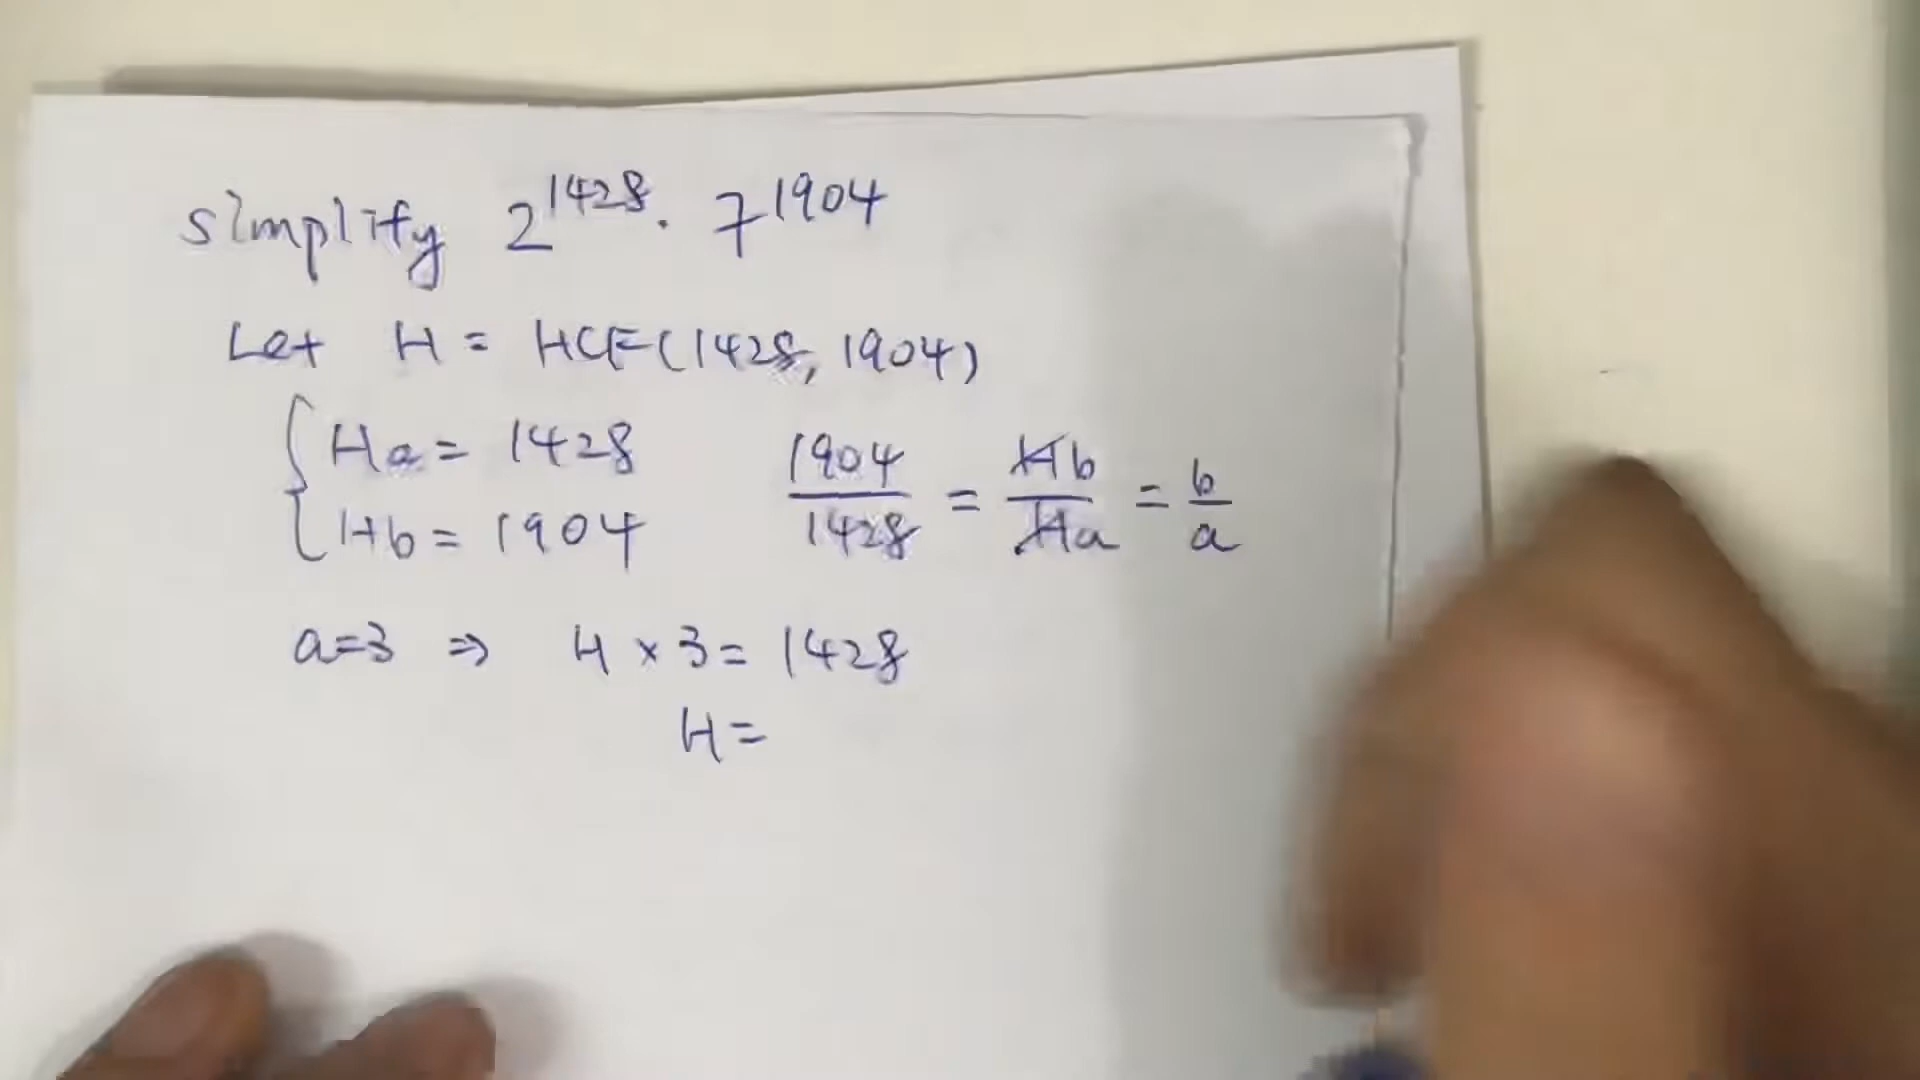 simplify 2^1428 · 7^1904
Let H = HCF(1428, 1904)
{ Ha = 1428
{ Hb = 1904
1904/1428 = Hb/Ha = b/a
a=3 ⇒ H × 3 = 1428
H =